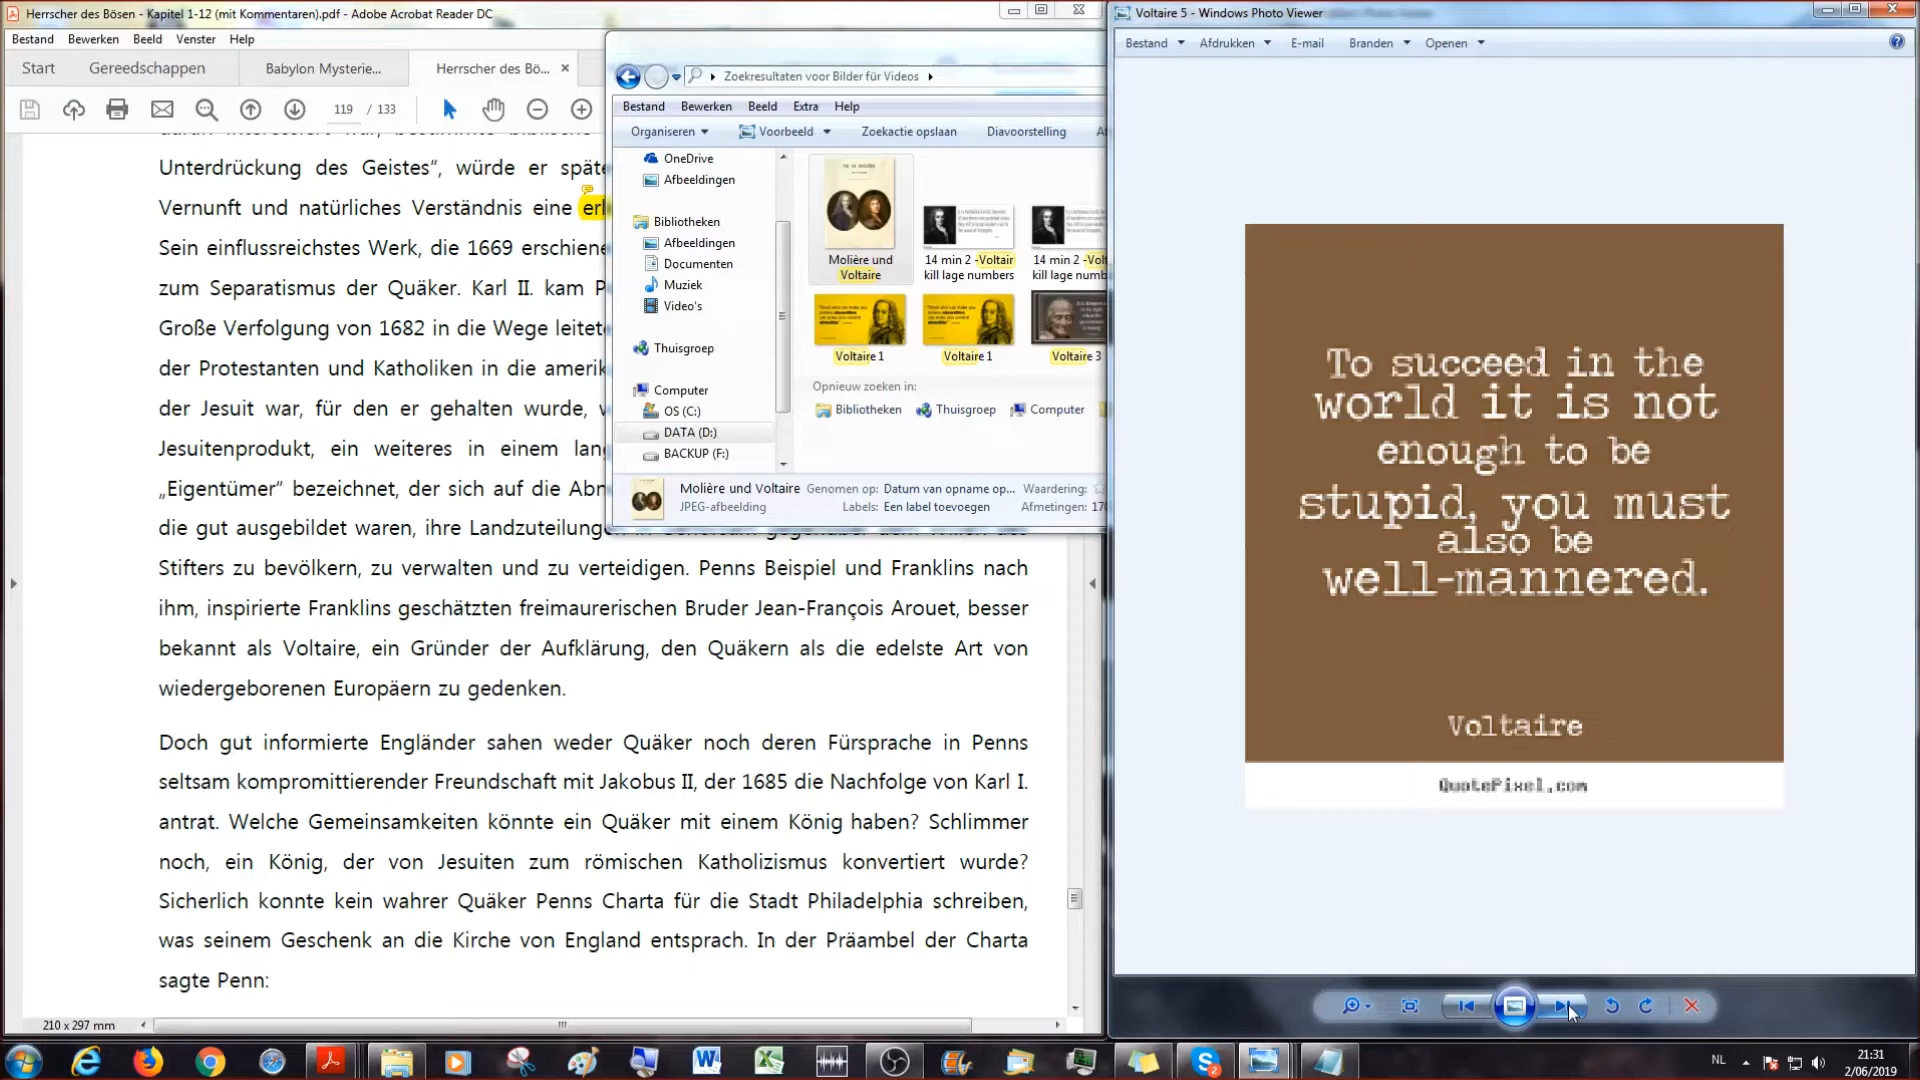 Herrscher des Bösen - Kapitel 1-12 (mit Kommentaren).pdf - Adobe Acrobat Reader DC
Bestand Bewerken Beeld Venster Help
Start Gereedschappen Babylon Mysterie... Herrscher des Bö...
119 / 133
Unterdrückung des Geistes“, würde er späte
Vernunft und natürliches Verständnis eine erl
Sein einflussreichstes Werk, die 1669 erschiene
zum Separatismus der Quäker. Karl II. kam P
Große Verfolgung von 1682 in die Wege leitete
der Protestanten und Katholiken in die amerik
der Jesuit war, für den er gehalten wurde, w
Jesuitenprodukt, ein weiteres in einem lang
„Eigentümer“ bezeichnet, der sich auf die Abn
die gut ausgebildet waren, ihre Landzuteilungen
Stifters zu bevölkern, zu verwalten und zu verteidigen. Penns Beispiel und Franklins nach
ihm, inspirierte Franklins geschätzten freimaurerischen Bruder Jean-François Arouet, besser
bekannt als Voltaire, ein Gründer der Aufklärung, den Quäkern als die edelste Art von
wiedergeborenen Europäern zu gedenken.
Doch gut informierte Engländer sahen weder Quäker noch deren Fürsprache in Penns
seltsam kompromittierender Freundschaft mit Jakobus II, der 1685 die Nachfolge von Karl I.
antrat. Welche Gemeinsamkeiten könnte ein Quäker mit einem König haben? Schlimmer
noch, ein König, der von Jesuiten zum römischen Katholizismus konvertiert wurde?
Sicherlich konnte kein wahrer Quäker Penns Charta für die Stadt Philadelphia schreiben,
was seinem Geschenk an die Kirche von England entsprach. In der Präambel der Charta
sagte Penn:
210 x 297 mm
Zoekresultaten voor Bilder für Videos
Bestand Bewerken Beeld Extra Help
Organiseren Voorbeeld Zoekactie opslaan Diavoorstelling
OneDrive
Afbeeldingen
Bibliotheken
Afbeeldingen
Documenten
Muziek
Video's
Thuisgroep
Computer
OS (C:)
DATA (D:)
BACKUP (F:)
Molière und 14 min 2 -Voltair 14 min 2 -Volt
Voltaire kill lage numbers kill lage numbers
Voltaire 1 Voltaire 1 Voltaire 3
Opnieuw zoeken in:
Bibliotheken Thuisgroep Computer
Molière und Voltaire Genomen op: Datum van opname op... Waardering:
JPEG-afbeelding Labels: Een label toevoegen Afmetingen: 170
Voltaire 5 - Windows Photo Viewer
Bestand Afdrukken E-mail Branden Openen
To succeed in the
world it is not
enough to be
stupid, you must
also be
well-mannered.
Voltaire
QuotePixel.com
NL
21:31
2/06/2019